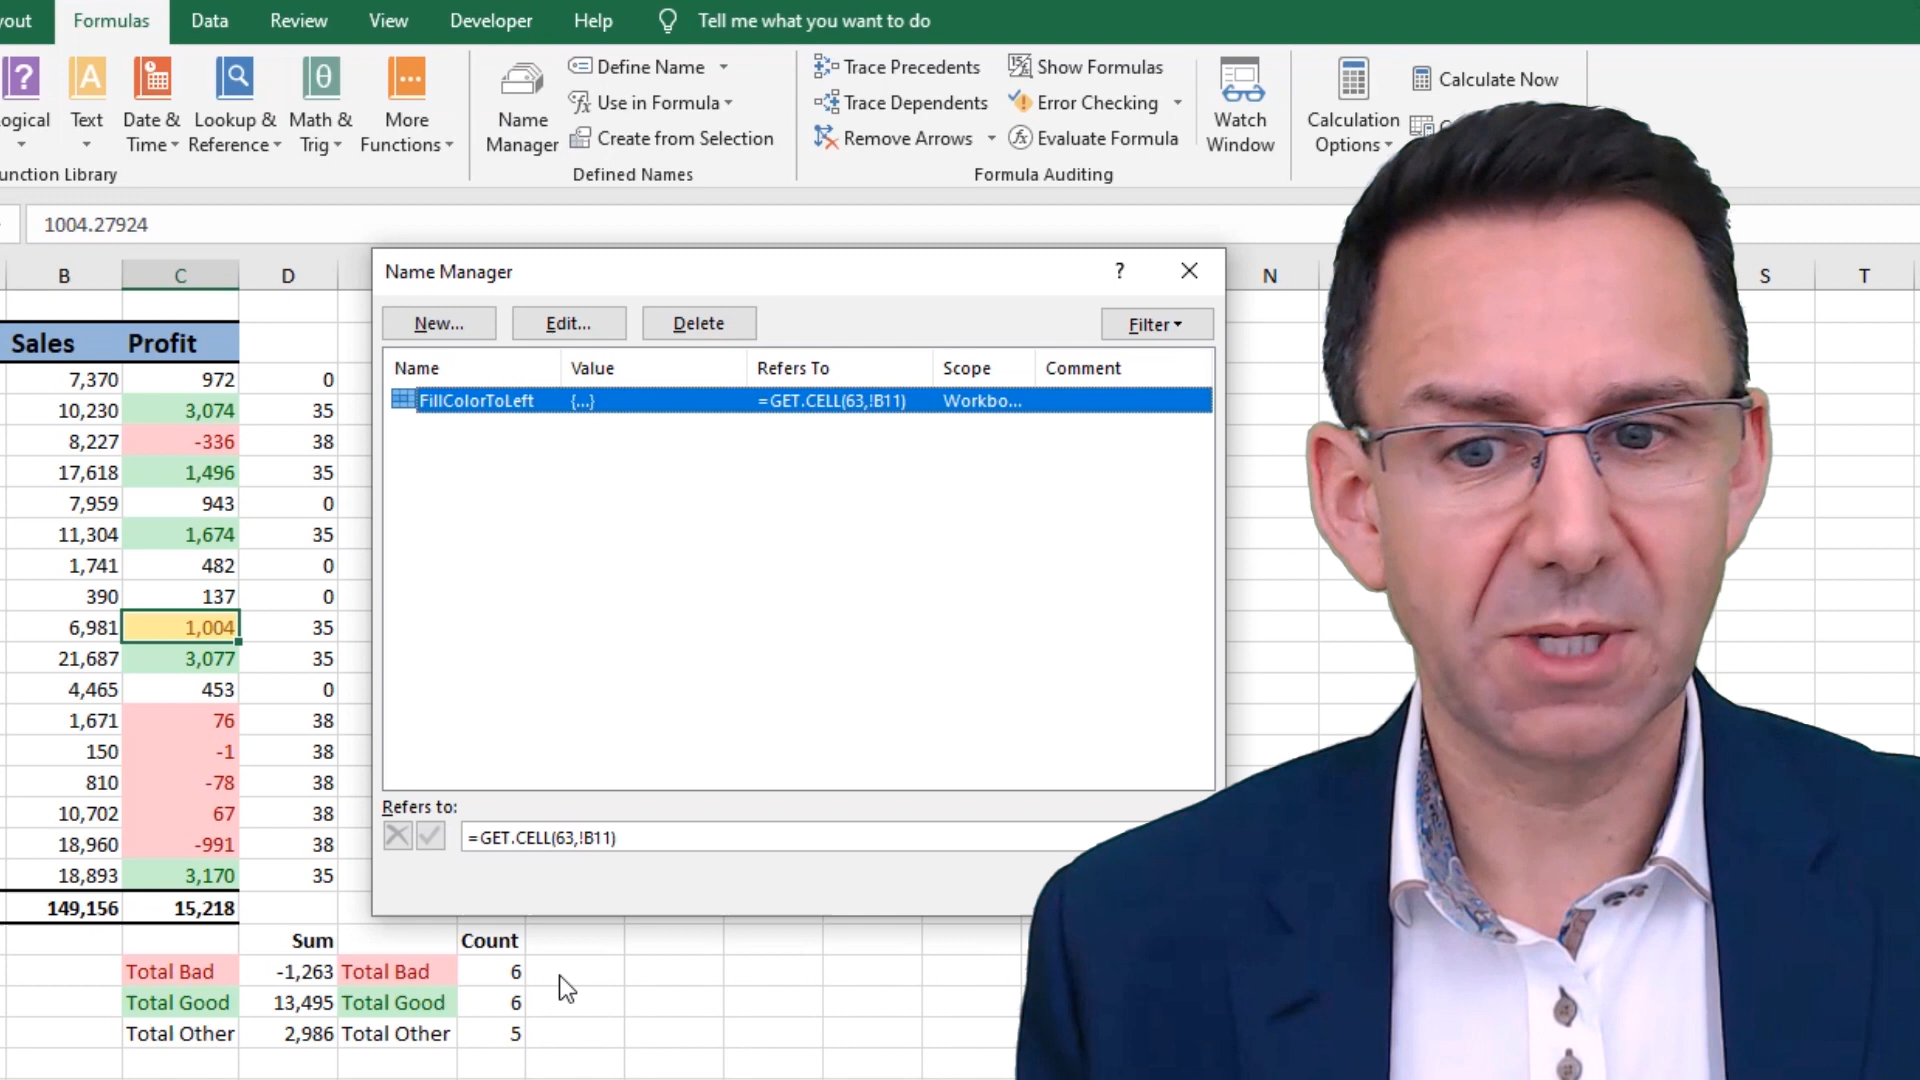 yout Formulas Data Review View Developer Help Tell me what you want to do
ogical Text Date & Time Lookup & Reference Math & Trig More Functions
Name Manager
Define Name
Use in Formula
Create from Selection
Trace Precedents
Trace Dependents
Remove Arrows
Show Formulas
Error Checking
Evaluate Formula
Watch Window
Calculation Options
Calculate Now
unction Library Defined Names Formula Auditing
1004.27924
B C D N S T
Sales Profit
7,370 972 0
10,230 3,074 35
8,227 -336 38
17,618 1,496 35
7,959 943 0
11,304 1,674 35
1,741 482 0
390 137 0
6,981 1,004 35
21,687 3,077 35
4,465 453 0
1,671 76 38
150 -1 38
810 -78 38
10,702 67 38
18,960 -991 38
18,893 3,170 35
149,156 15,218
Sum Count
Total Bad -1,263 Total Bad 6
Total Good 13,495 Total Good 6
Total Other 2,986 Total Other 5
Name Manager ?
New... Edit... Delete Filter
Name Value Refers To Scope Comment
FillColorToLeft {...} =GET.CELL(63,!B11) Workbo...
Refers to:
=GET.CELL(63,!B11)